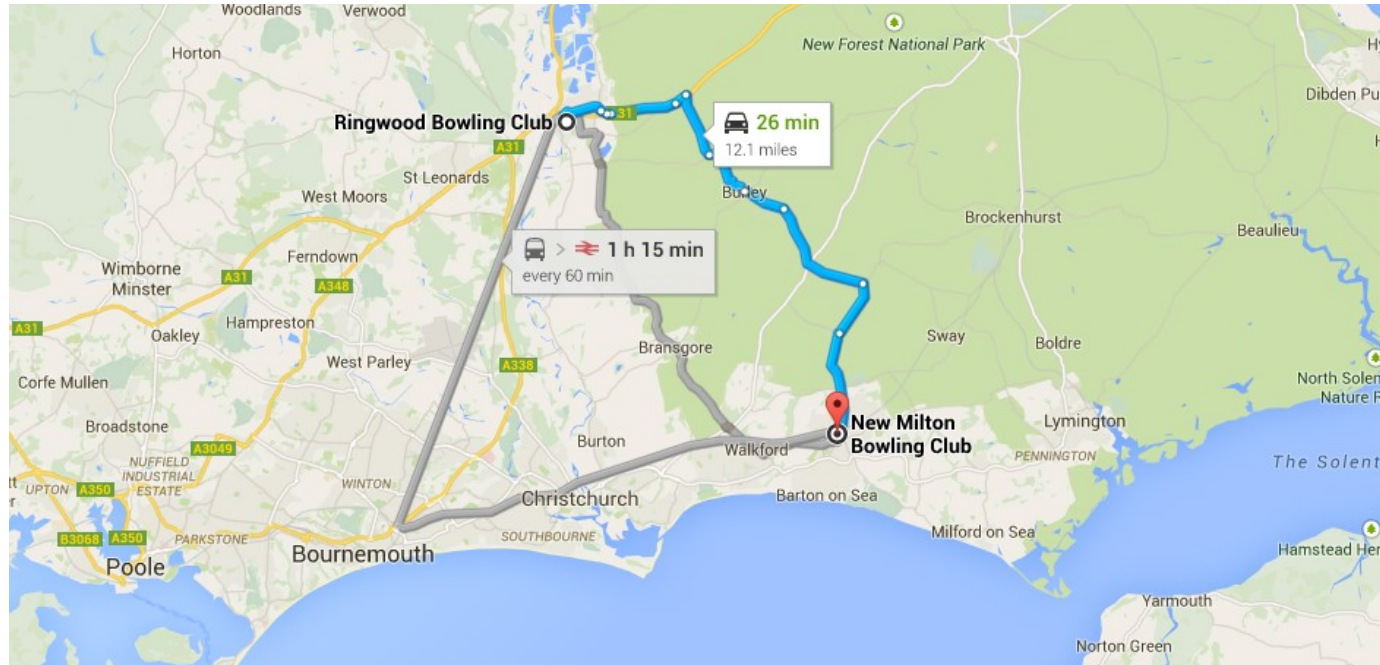 Woodlands
Verwood
Horton
New Forest National Park
Hy
Dibden Pu
Ringwood Bowling Club
A31
A31
26 min
12.1 miles
St Leonards
West Moors
Burley
Brockenhurst
Beaulieu
Ferndown
> 1 h 15 min
every 60 min
Wimborne
Minster
A31
A348
A31
Oakley
Hampreston
West Parley
A338
Bransgore
Sway
Boldre
Corfe Mullen
North Solen
Nature R
Broadstone
A3049
Burton
Walkford
New Milton
Bowling Club
Lymington
PENNINGTON
The Solent
NUFFIELD
INDUSTRIAL
ESTATE
UPTON
A350
WINTON
Christchurch
Barton on Sea
Milford on Sea
B3068
A350
PARKSTONE
Bournemouth
SOUTHBOURNE
Poole
Hamstead Her
Yarmouth
Norton Green